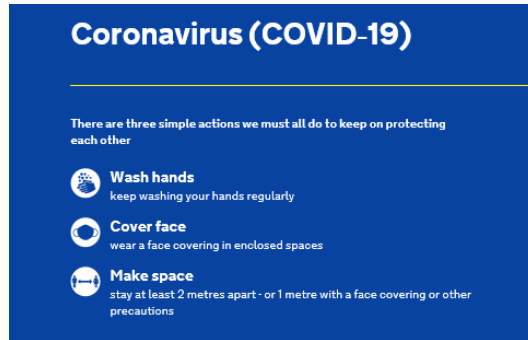 Coronavirus (COVID-19)
There are three simple actions we must all do to keep on protecting
each other
Wash hands
keep washing your hands regularly
Cover face
wear a face covering in enclosed spaces
Make space
stay at least 2 metres apart - or 1 metre with a face covering or other
precautions